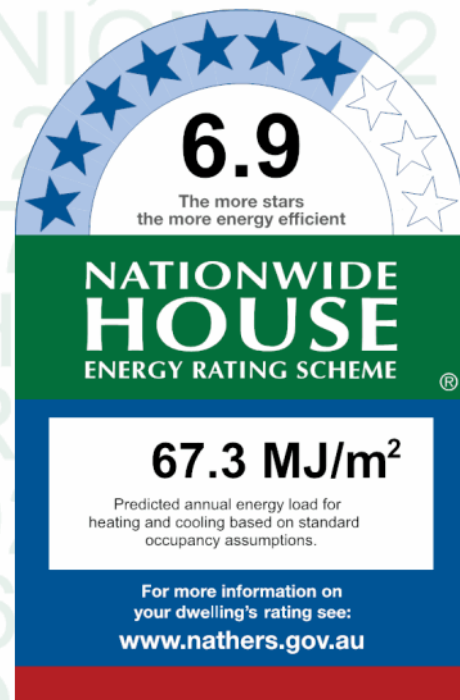 6.9
The more stars
the more energy efficient
NATIONWIDE
HOUSE
ENERGY RATING SCHEME
®
67.3 MJ/m²
Predicted annual energy load for
heating and cooling based on standard
occupancy assumptions.
For more information on
your dwelling's rating see:
www.nathers.gov.au